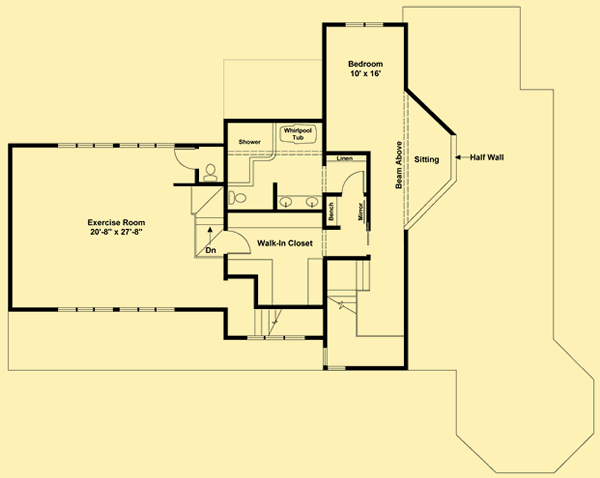 Bedroom
10' x 16'
Whirlpool
Tub
Shower
Linen
Beam Above
Sitting
Half Wall
Bench
Mirror
Exercise Room
20'-8" x 27'-8"
Dn
Walk-In Closet